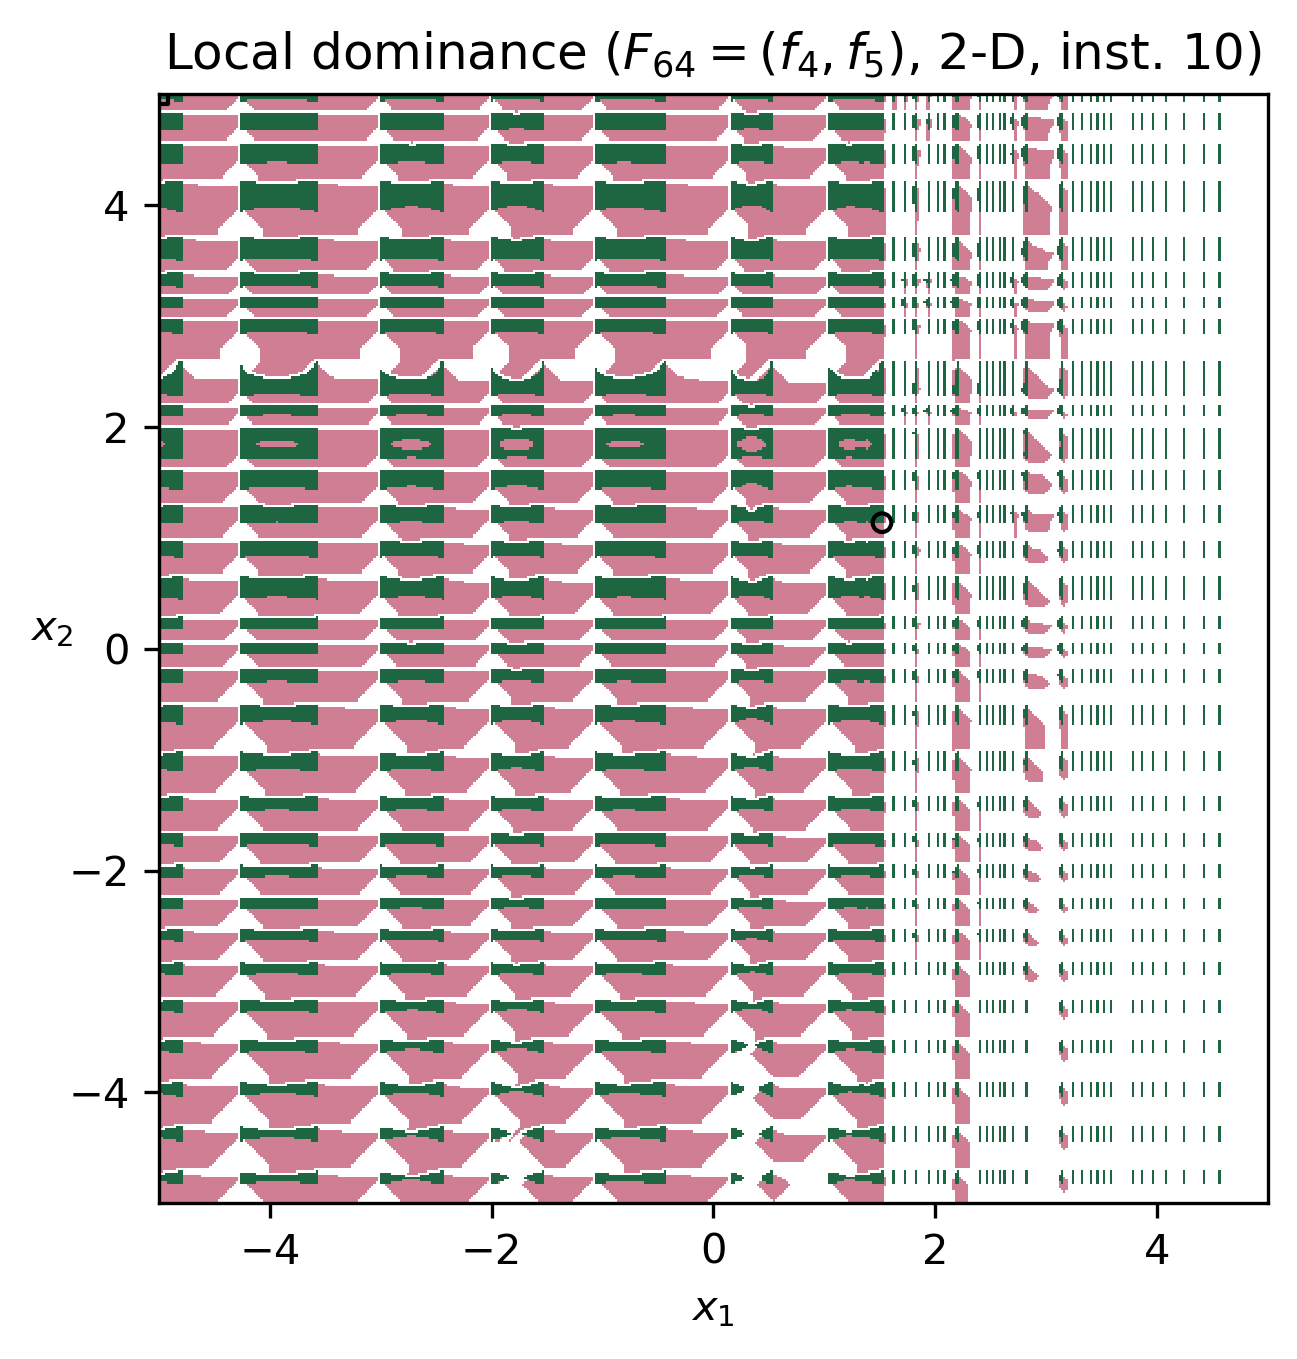 Local dominance (F₆₄ = (f₄, f₅), 2-D, inst. 10)
4
2
x₂
0
−2
−4
−4 −2 0 2 4
x₁